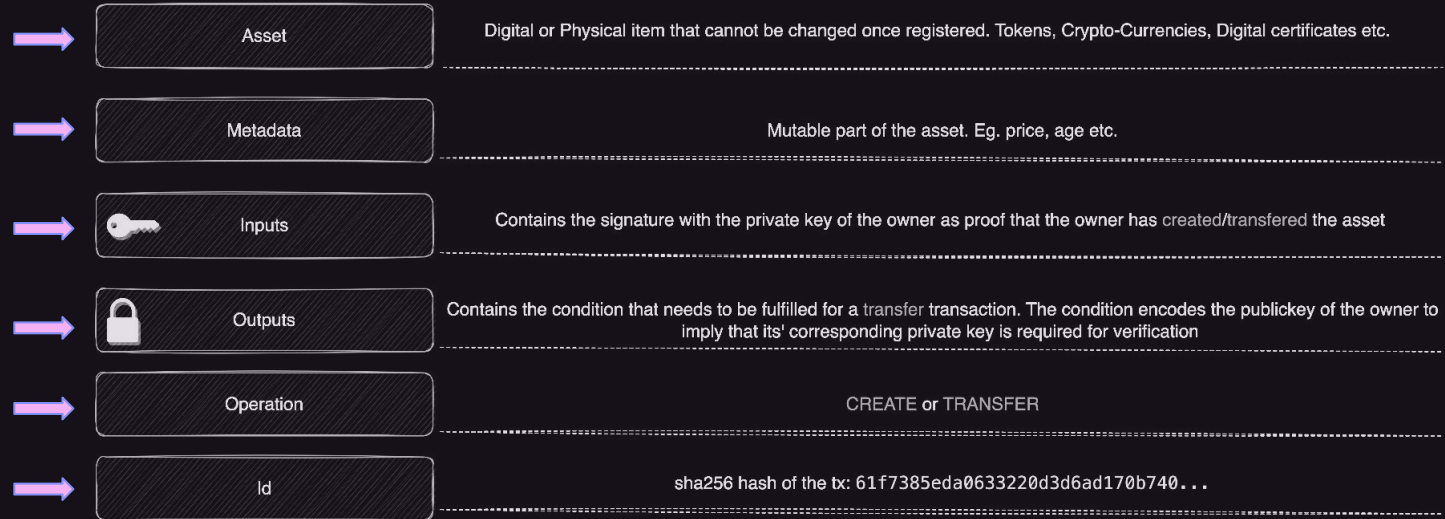 Asset
Digital or Physical item that cannot be changed once registered. Tokens, Crypto-Currencies, Digital certificates etc.
Metadata
Mutable part of the asset. Eg. price, age etc.
Inputs
Contains the signature with the private key of the owner as proof that the owner has created/transfered the asset
Outputs
Contains the condition that needs to be fulfilled for a transfer transaction. The condition encodes the publickey of the owner to
imply that its' corresponding private key is required for verification
Operation
CREATE or TRANSFER
Id
sha256 hash of the tx: 61f7385eda0633220d3d6ad170b740...